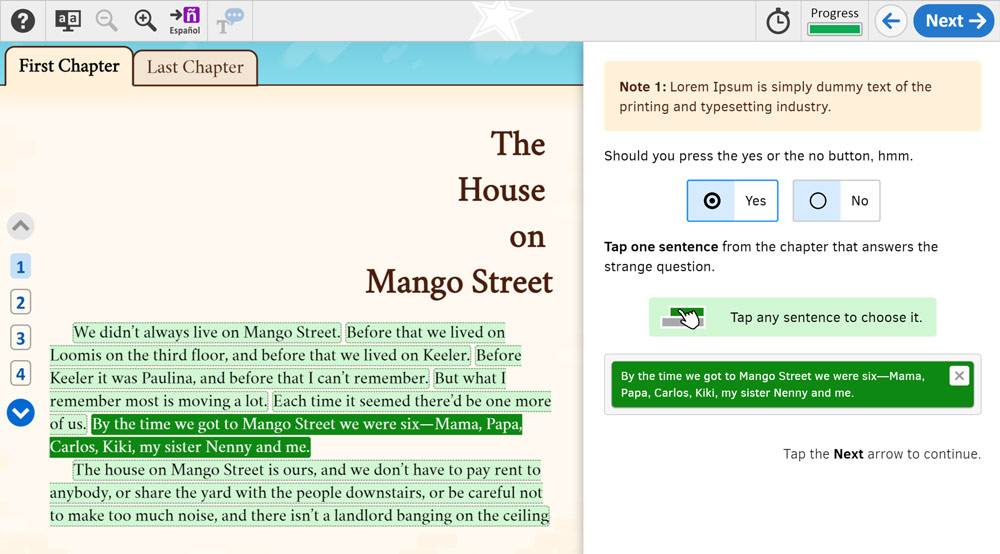 ?
aa
ñ
Español
T
Progress
Next
First Chapter
Last Chapter
The
House
on
Mango Street
1
2
3
4
We didn't always live on Mango Street. Before that we lived on
Loomis on the third floor, and before that we lived on Keeler. Before
Keeler it was Paulina, and before that I can't remember. But what I
remember most is moving a lot. Each time it seemed there'd be one more
of us. By the time we got to Mango Street we were six—Mama, Papa,
Carlos, Kiki, my sister Nenny and me.
The house on Mango Street is ours, and we don't have to pay rent to
anybody, or share the yard with the people downstairs, or be careful not
to make too much noise, and there isn't a landlord banging on the ceiling
Note 1: Lorem Ipsum is simply dummy text of the
printing and typesetting industry.
Should you press the yes or the no button, hmm.
Yes
No
Tap one sentence from the chapter that answers the
strange question.
Tap any sentence to choose it.
By the time we got to Mango Street we were six—Mama,
Papa, Carlos, Kiki, my sister Nenny and me.
Tap the Next arrow to continue.